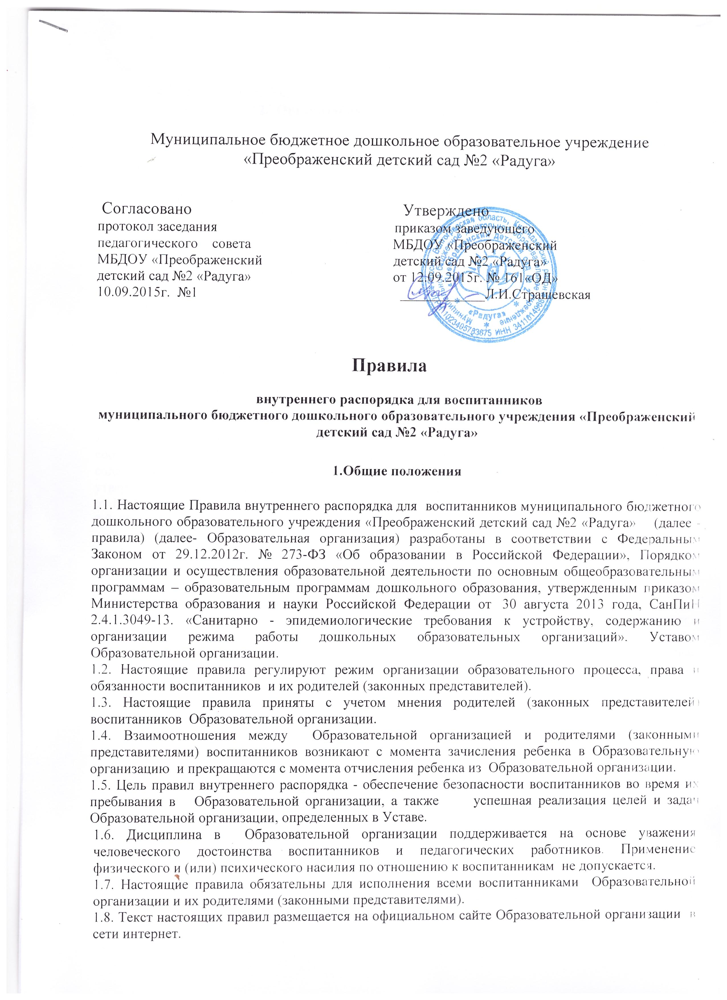 Муниципальное бюджетное дошкольное образовательное учреждение
«Преображенский детский сад №2 «Радуга»
Согласовано
протокол заседания
педагогического совета
МБДОУ «Преображенский
детский сад №2 «Радуга»
10.09.2015г. №1
Утверждено
приказом заведующего
МБДОУ «Преображенский
детский сад №2 «Радуга»
от 12.09.2015г. № 161«ОД»
Л.И.Страшевская
«Радуга»
Правила
внутреннего распорядка для воспитанников
муниципального бюджетного дошкольного образовательного учреждения «Преображенский
детский сад №2 «Радуга»
1.Общие положения
1.1. Настоящие Правила внутреннего распорядка для воспитанников муниципального бюджетного
дошкольного образовательного учреждения «Преображенский детский сад №2 «Радуга» (далее -
правила) (далее- Образовательная организация) разработаны в соответствии с Федеральным
Законом от 29.12.2012г. № 273-ФЗ «Об образовании в Российской Федерации», Порядком
организации и осуществления образовательной деятельности по основным общеобразовательным
программам – образовательным программам дошкольного образования, утвержденным приказом
Министерства образования и науки Российской Федерации от 30 августа 2013 года, СанПиН
2.4.1.3049-13. «Санитарно - эпидемиологические требования к устройству, содержанию и
организации режима работы дошкольных образовательных организаций». Уставом
Образовательной организации.
1.2. Настоящие правила регулируют режим организации образовательного процесса, права и
обязанности воспитанников и их родителей (законных представителей).
1.3. Настоящие правила приняты с учетом мнения родителей (законных представителей)
воспитанников Образовательной организации.
1.4. Взаимоотношения между Образовательной организацией и родителями (законными
представителями) воспитанников возникают с момента зачисления ребенка в Образовательную
организацию и прекращаются с момента отчисления ребенка из Образовательной организации.
1.5. Цель правил внутреннего распорядка - обеспечение безопасности воспитанников во время их
пребывания в Образовательной организации, а также успешная реализация целей и задач
Образовательной организации, определенных в Уставе.
1.6. Дисциплина в Образовательной организации поддерживается на основе уважения
человеческого достоинства воспитанников и педагогических работников. Применение
физического и (или) психического насилия по отношению к воспитанникам не допускается.
1.7. Настоящие правила обязательны для исполнения всеми воспитанниками Образовательной
организации и их родителями (законными представителями).
1.8. Текст настоящих правил размещается на официальном сайте Образовательной организации в
сети интернет.